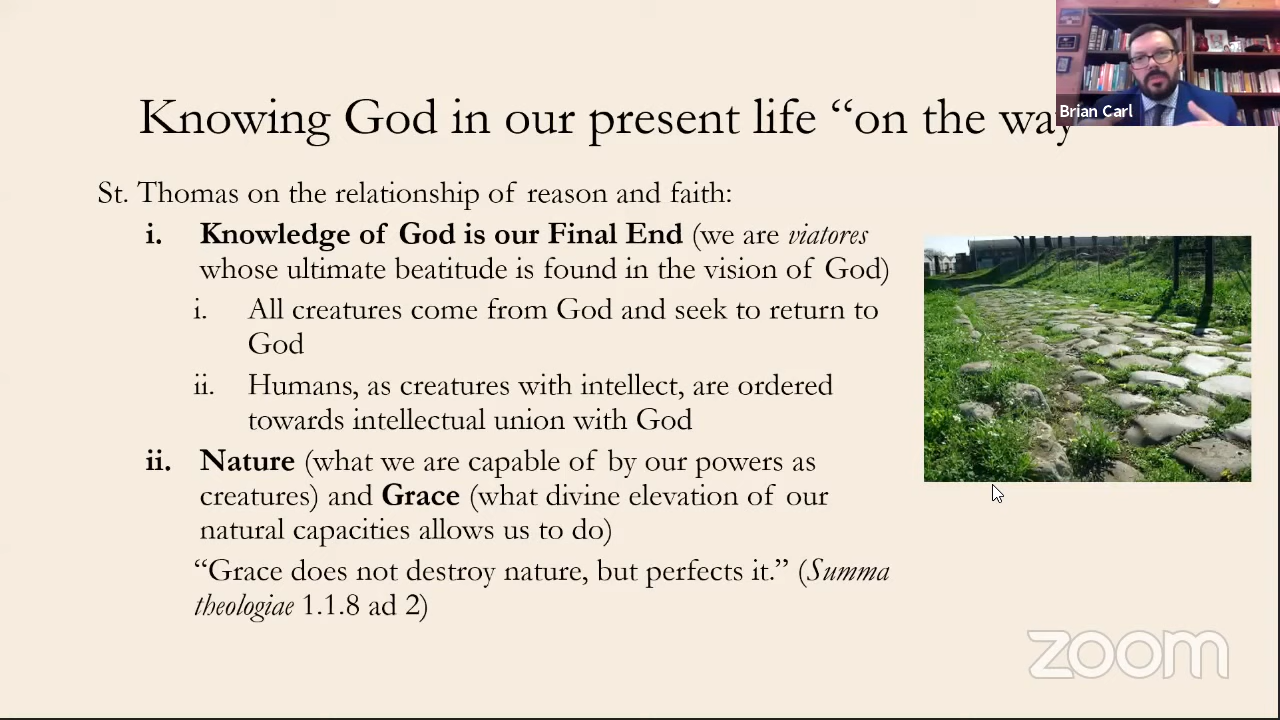 Knowing God in our present life “on the way
Brian Carl
St. Thomas on the relationship of reason and faith:
i. Knowledge of God is our Final End (we are viatores
whose ultimate beatitude is found in the vision of God)
i. All creatures come from God and seek to return to
God
ii. Humans, as creatures with intellect, are ordered
towards intellectual union with God
ii. Nature (what we are capable of by our powers as
creatures) and Grace (what divine elevation of our
natural capacities allows us to do)
“Grace does not destroy nature, but perfects it.” (Summa
theologiae 1.1.8 ad 2)
zoom